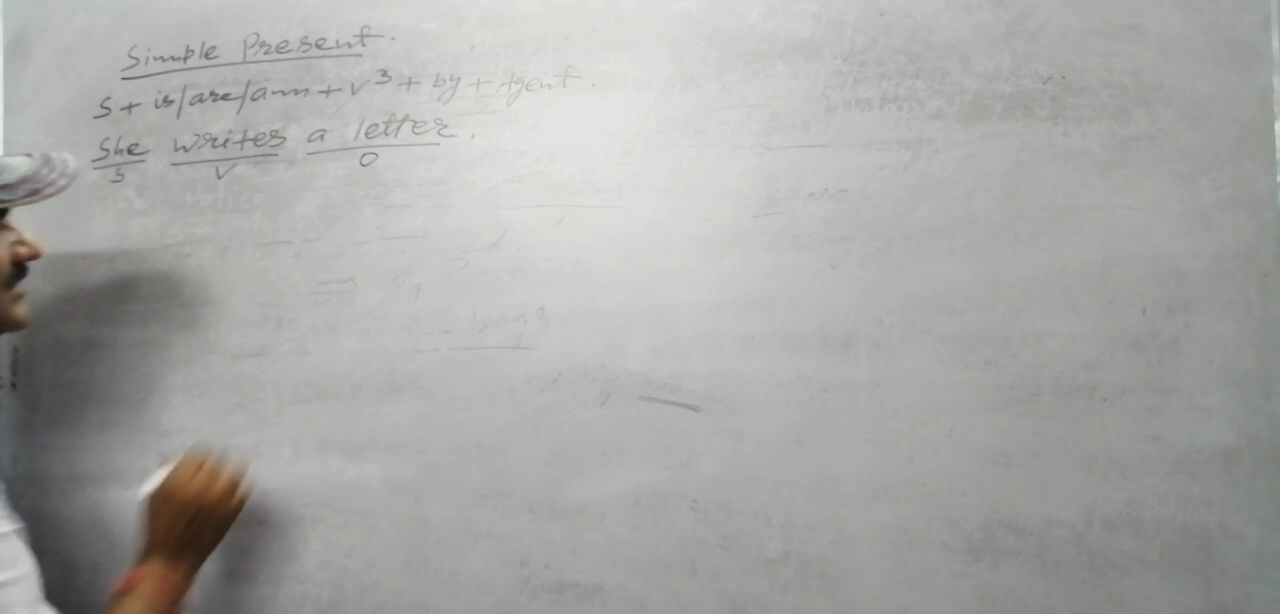 Simple Present.
S + is/are/am + V³ + by + Agent.
She writes a letter.
S V O